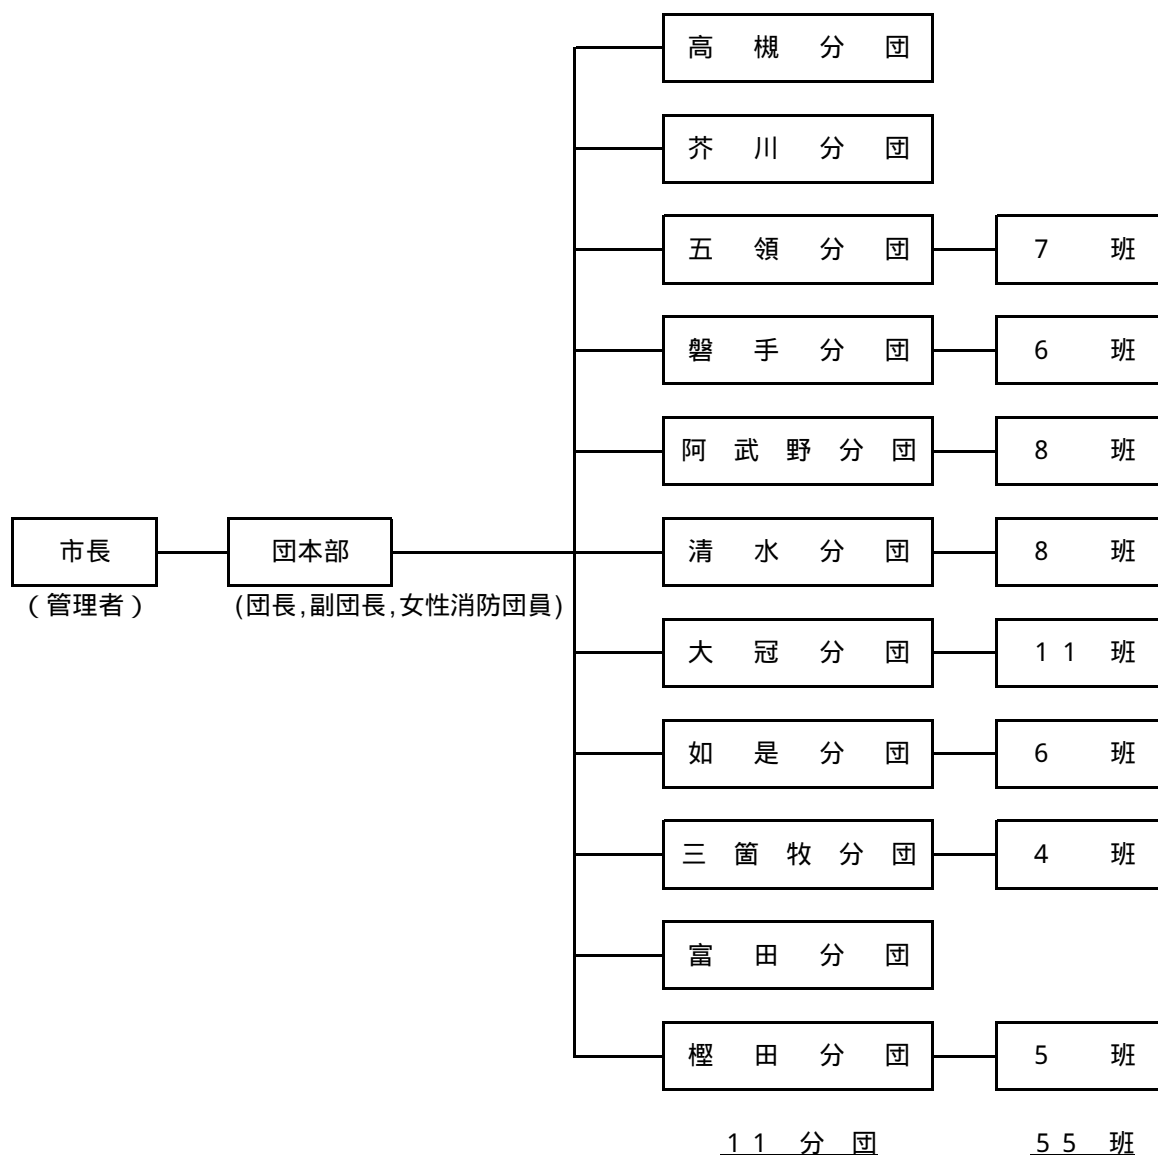 高槻分団
芥川分団
五領分団 7班
磐手分団 6班
阿武野分団 8班
市長 団本部 清水分団 8班
（管理者） (団長,副団長,女性消防団員)
大冠分団 11班
如是分団 6班
三箇牧分団 4班
富田分団
樫田分団 5班
11分団 55班